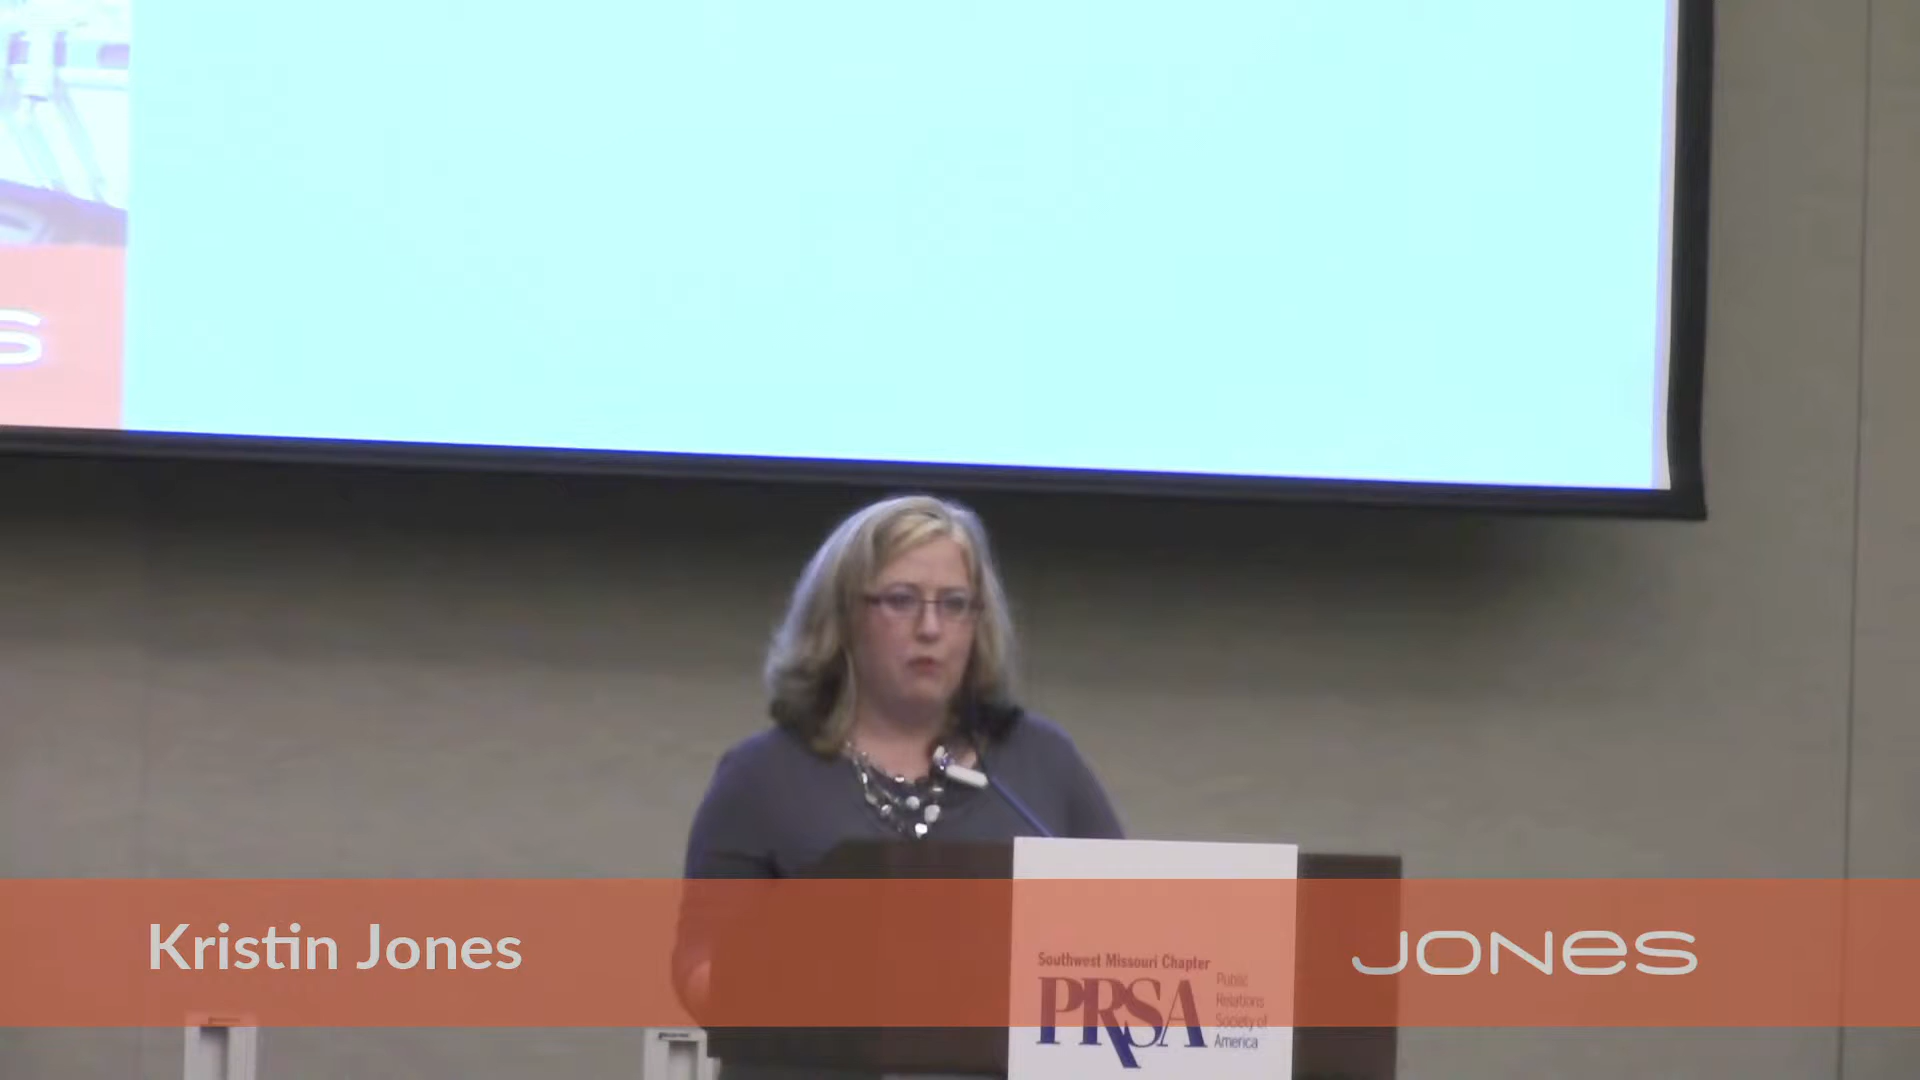 S
Kristin Jones
JONES
Southwest Missouri Chapter
PRSA
Public
Relations
Society of
America